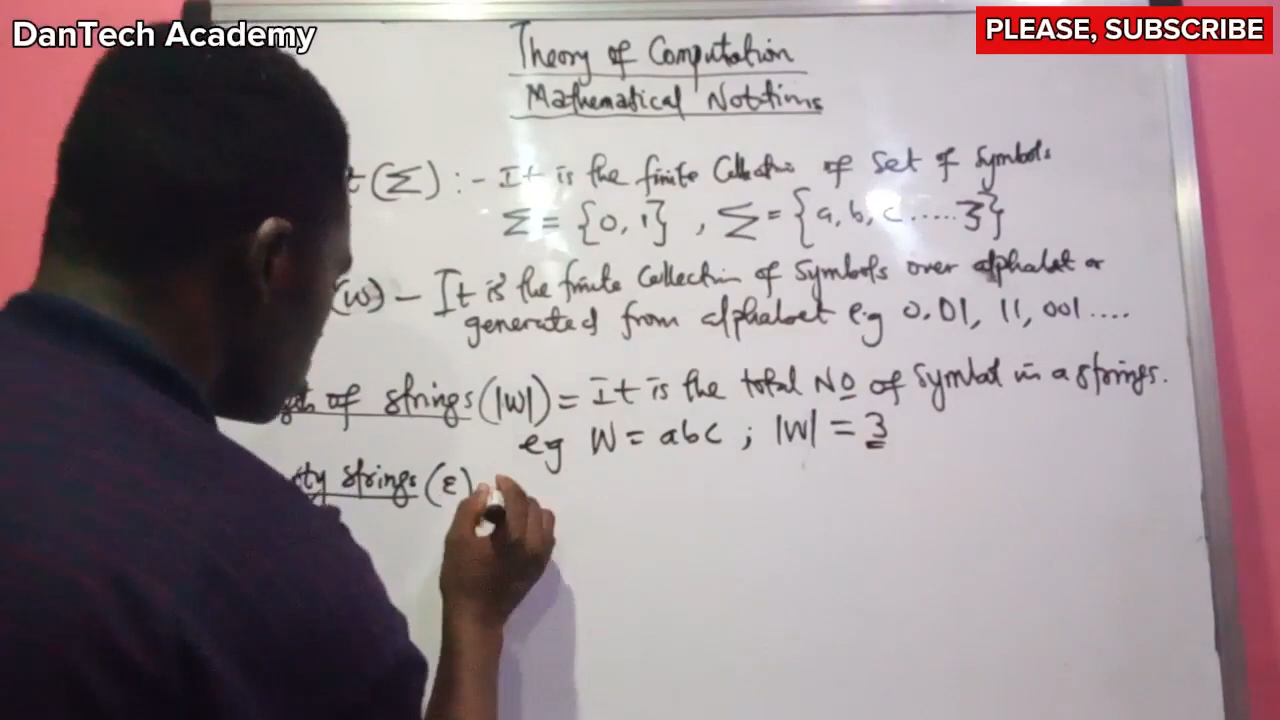 DanTech Academy
PLEASE, SUBSCRIBE
Theory of Computation
Mathematical Notatims
t (Σ) :- It is the finite Collection of Set of Symbols
Σ = {0, 1} , Σ = {a, b, c .....z}
(w) - It is the finite Collection of Symbols over alphabet or
generated from alphabet e.g 0, 01, 11, 001 ....
of strings (|w|) = It is the total No of Symbol in a strings.
eg W = abc ; |w| = 3
ty strings (ε)